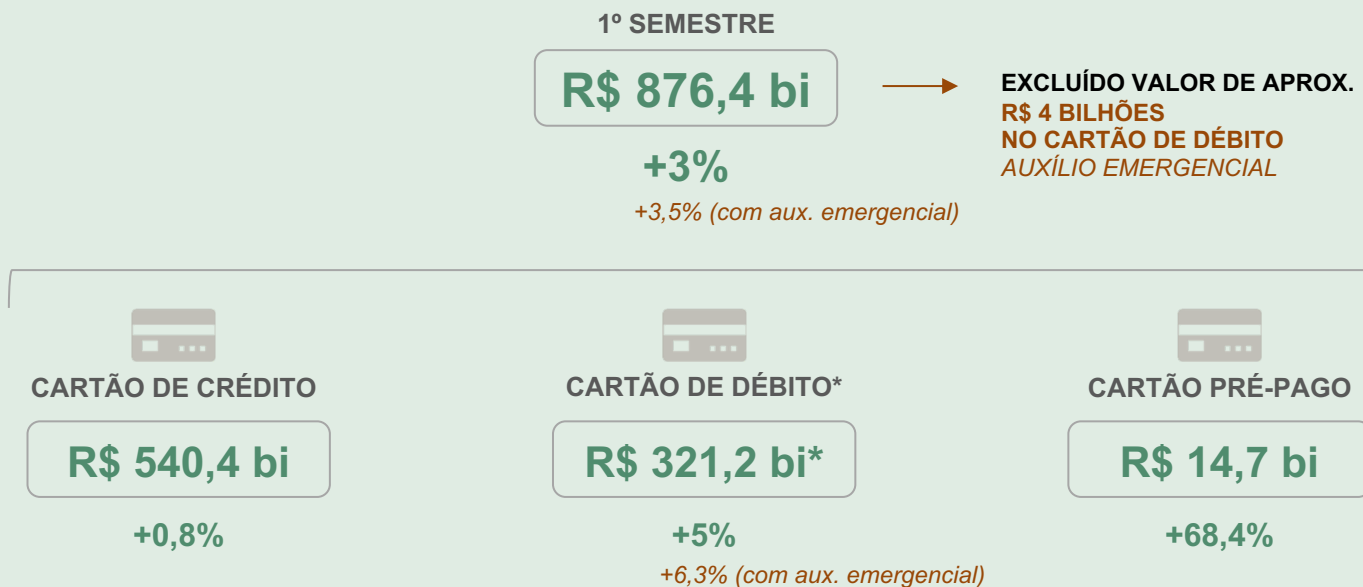 1º SEMESTRE
R$ 876,4 bi
+3%
+3,5% (com aux. emergencial)
EXCLUÍDO VALOR DE APROX.
R$ 4 BILHÕES
NO CARTÃO DE DÉBITO
AUXÍLIO EMERGENCIAL
CARTÃO DE CRÉDITO
R$ 540,4 bi
+0,8%
CARTÃO DE DÉBITO*
R$ 321,2 bi*
+5%
+6,3% (com aux. emergencial)
CARTÃO PRÉ-PAGO
R$ 14,7 bi
+68,4%